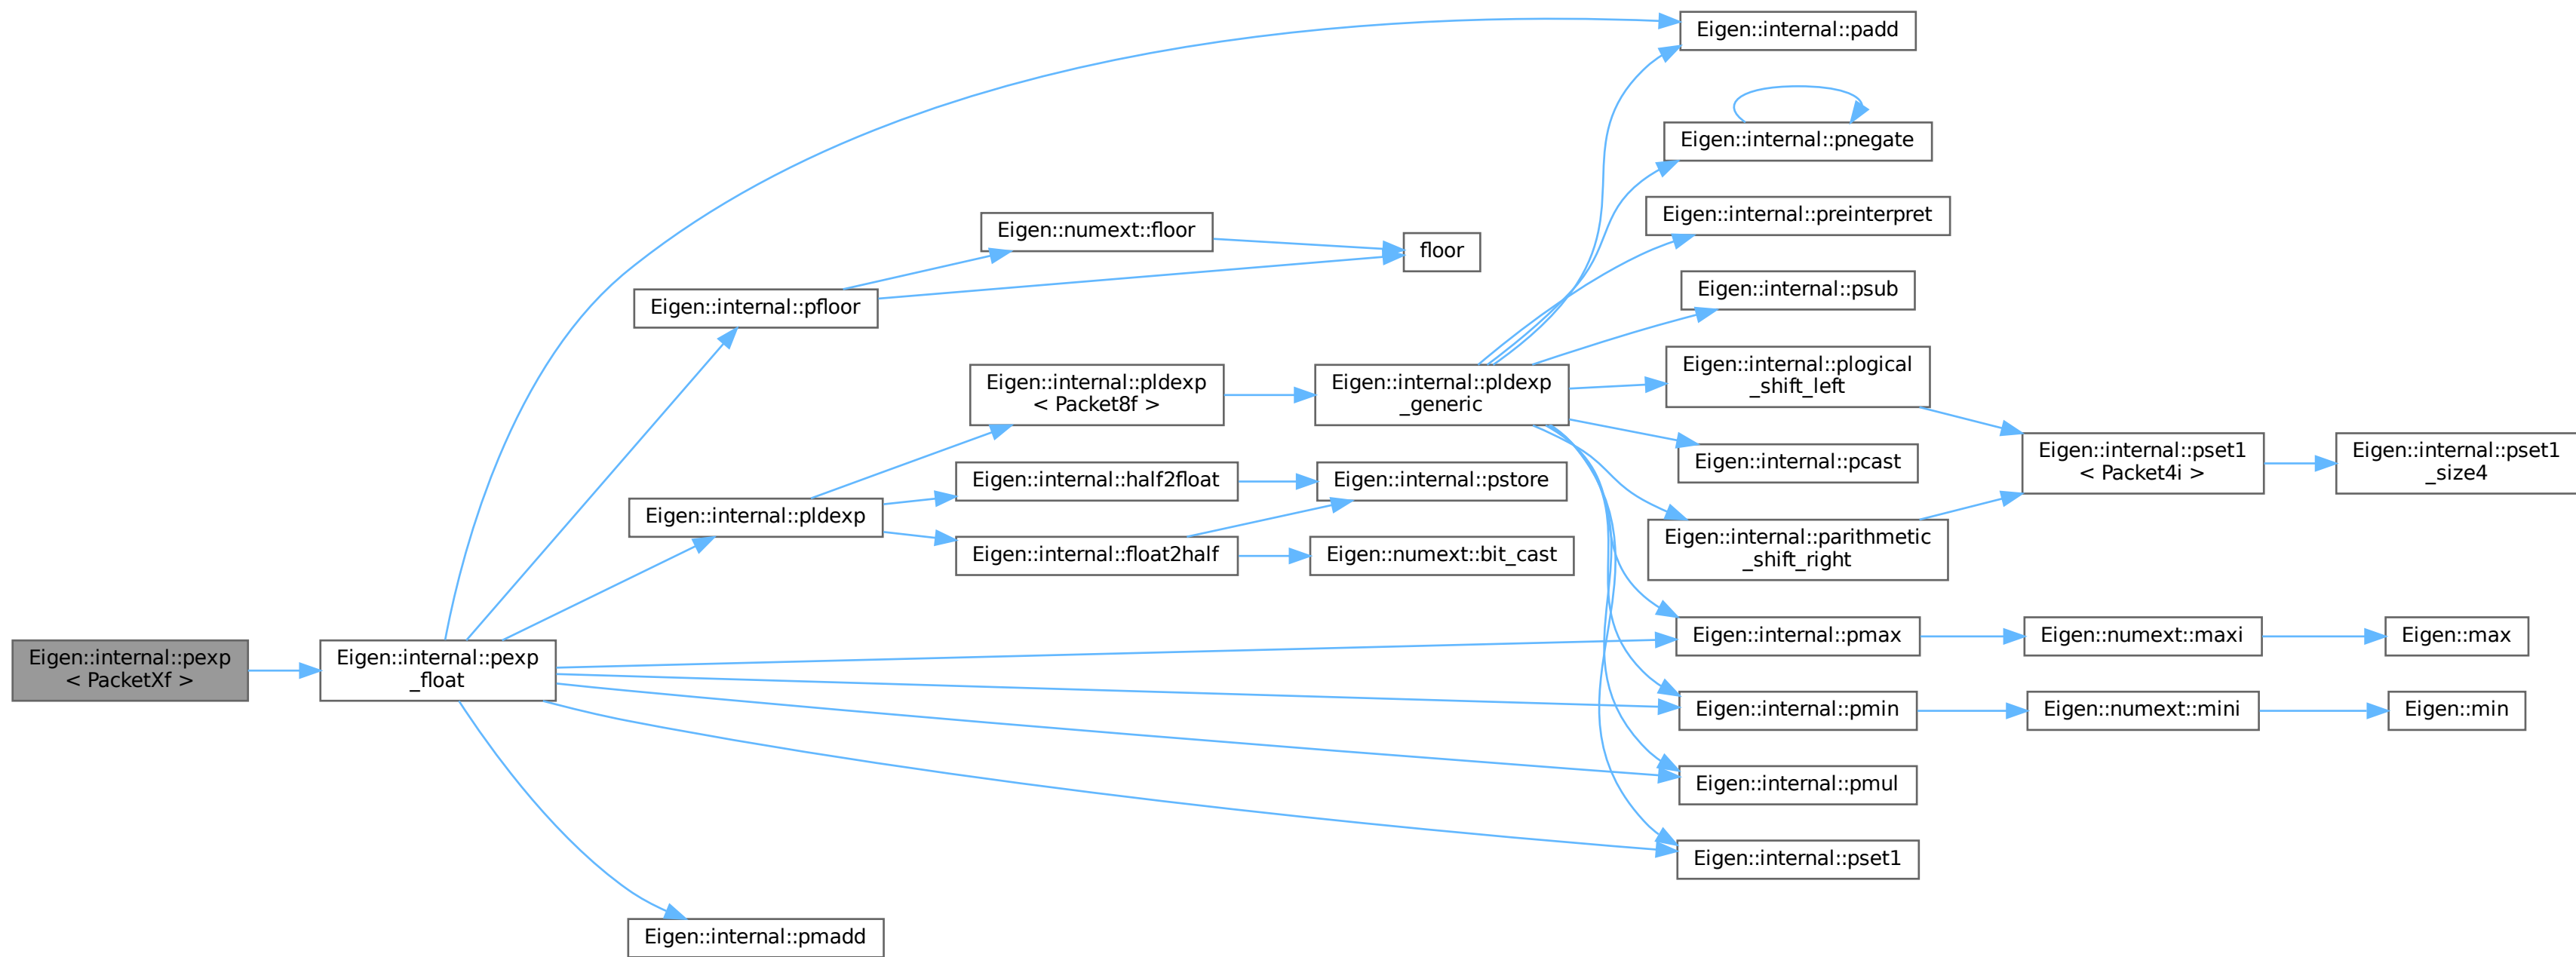 Eigen::internal::pexp
< PacketXf >
Eigen::internal::pexp
_float
Eigen::internal::padd
Eigen::internal::pfloor
Eigen::numext::floor
floor
Eigen::internal::pldexp
Eigen::internal::pldexp
< Packet8f >
Eigen::internal::pldexp
_generic
Eigen::internal::pnegate
Eigen::internal::preinterpret
Eigen::internal::psub
Eigen::internal::plogical
_shift_left
Eigen::internal::pcast
Eigen::internal::parithmetic
_shift_right
Eigen::internal::pset1
< Packet4i >
Eigen::internal::pset1
_size4
Eigen::internal::half2float
Eigen::internal::pstore
Eigen::internal::float2half
Eigen::numext::bit_cast
Eigen::internal::pmax
Eigen::numext::maxi
Eigen::max
Eigen::internal::pmin
Eigen::numext::mini
Eigen::min
Eigen::internal::pmul
Eigen::internal::pset1
Eigen::internal::pmadd